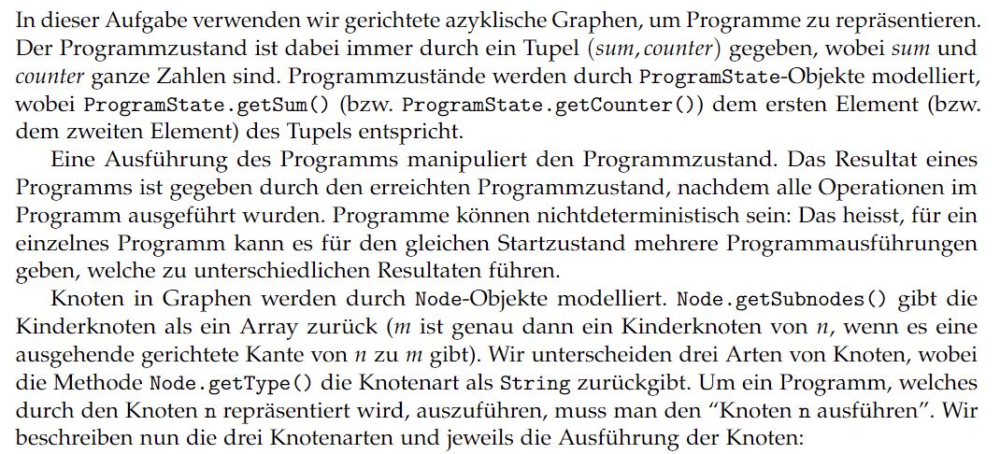 In dieser Aufgabe verwenden wir gerichtete azyklische Graphen, um Programme zu repräsentieren.
Der Programmzustand ist dabei immer durch ein Tupel (sum, counter) gegeben, wobei sum und
counter ganze Zahlen sind. Programmzustände werden durch ProgramState-Objekte modelliert,
wobei ProgramState.getSum() (bzw. ProgramState.getCounter()) dem ersten Element (bzw.
dem zweiten Element) des Tupels entspricht.
Eine Ausführung des Programms manipuliert den Programmzustand. Das Resultat eines
Programms ist gegeben durch den erreichten Programmzustand, nachdem alle Operationen im
Programm ausgeführt wurden. Programme können nichtdeterministisch sein: Das heisst, für ein
einzelnes Programm kann es für den gleichen Startzustand mehrere Programmausführungen
geben, welche zu unterschiedlichen Resultaten führen.
Knoten in Graphen werden durch Node-Objekte modelliert. Node.getSubnodes() gibt die
Kinderknoten als ein Array zurück (m ist genau dann ein Kinderknoten von n, wenn es eine
ausgehende gerichtete Kante von n zu m gibt). Wir unterscheiden drei Arten von Knoten, wobei
die Methode Node.getType() die Knotenart als String zurückgibt. Um ein Programm, welches
durch den Knoten n repräsentiert wird, auszuführen, muss man den “Knoten n ausführen”. Wir
beschreiben nun die drei Knotenarten und jeweils die Ausführung der Knoten: